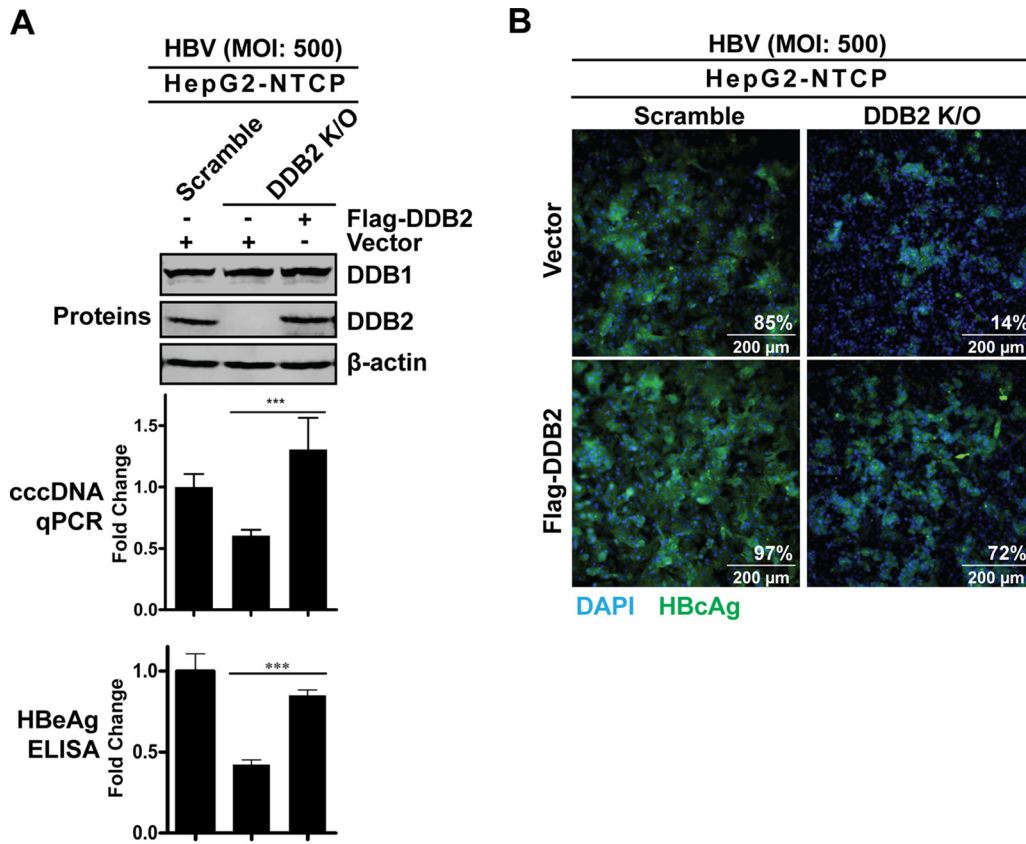 A
HBV (MOI: 500)
HepG2-NTCP
Scramble
DDB2 K/O
- - + Flag-DDB2
+ + - Vector
DDB1
Proteins
DDB2
β-actin
***
1.5
1.0
0.5
0.0
Fold Change
cccDNA
qPCR
***
1.0
0.5
0.0
Fold Change
HBeAg
ELISA
B
HBV (MOI: 500)
HepG2-NTCP
Scramble DDB2 K/O
Vector
85%
200 µm
14%
200 µm
Flag-DDB2
97%
200 µm
72%
200 µm
DAPI HBcAg